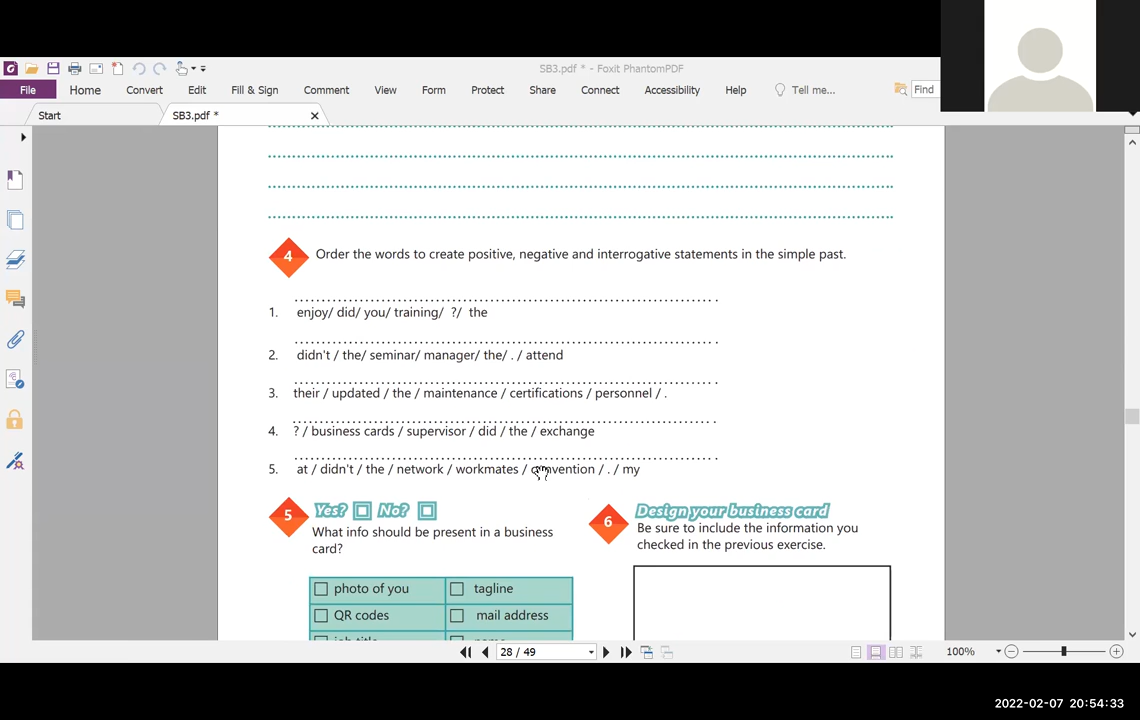 SB3.pdf * - Foxit PhantomPDF
File Home Convert Edit Fill & Sign Comment View Form Protect Share Connect Accessibility Help Tell me... Find
Start SB3.pdf *
4 Order the words to create positive, negative and interrogative statements in the simple past.
1. enjoy/ did/ you/ training/ ?/ the
2. didn't / the/ seminar/ manager/ the/ . / attend
3. their / updated / the / maintenance / certifications / personnel / .
4. ? / business cards / supervisor / did / the / exchange
5. at / didn't / the / network / workmates / convention / . / my
5 Yes? No?
What info should be present in a business
card?
photo of you tagline
QR codes mail address
job title name
6 Design your business card
Be sure to include the information you
checked in the previous exercise.
28 / 49 100%
2022-02-07 20:54:33